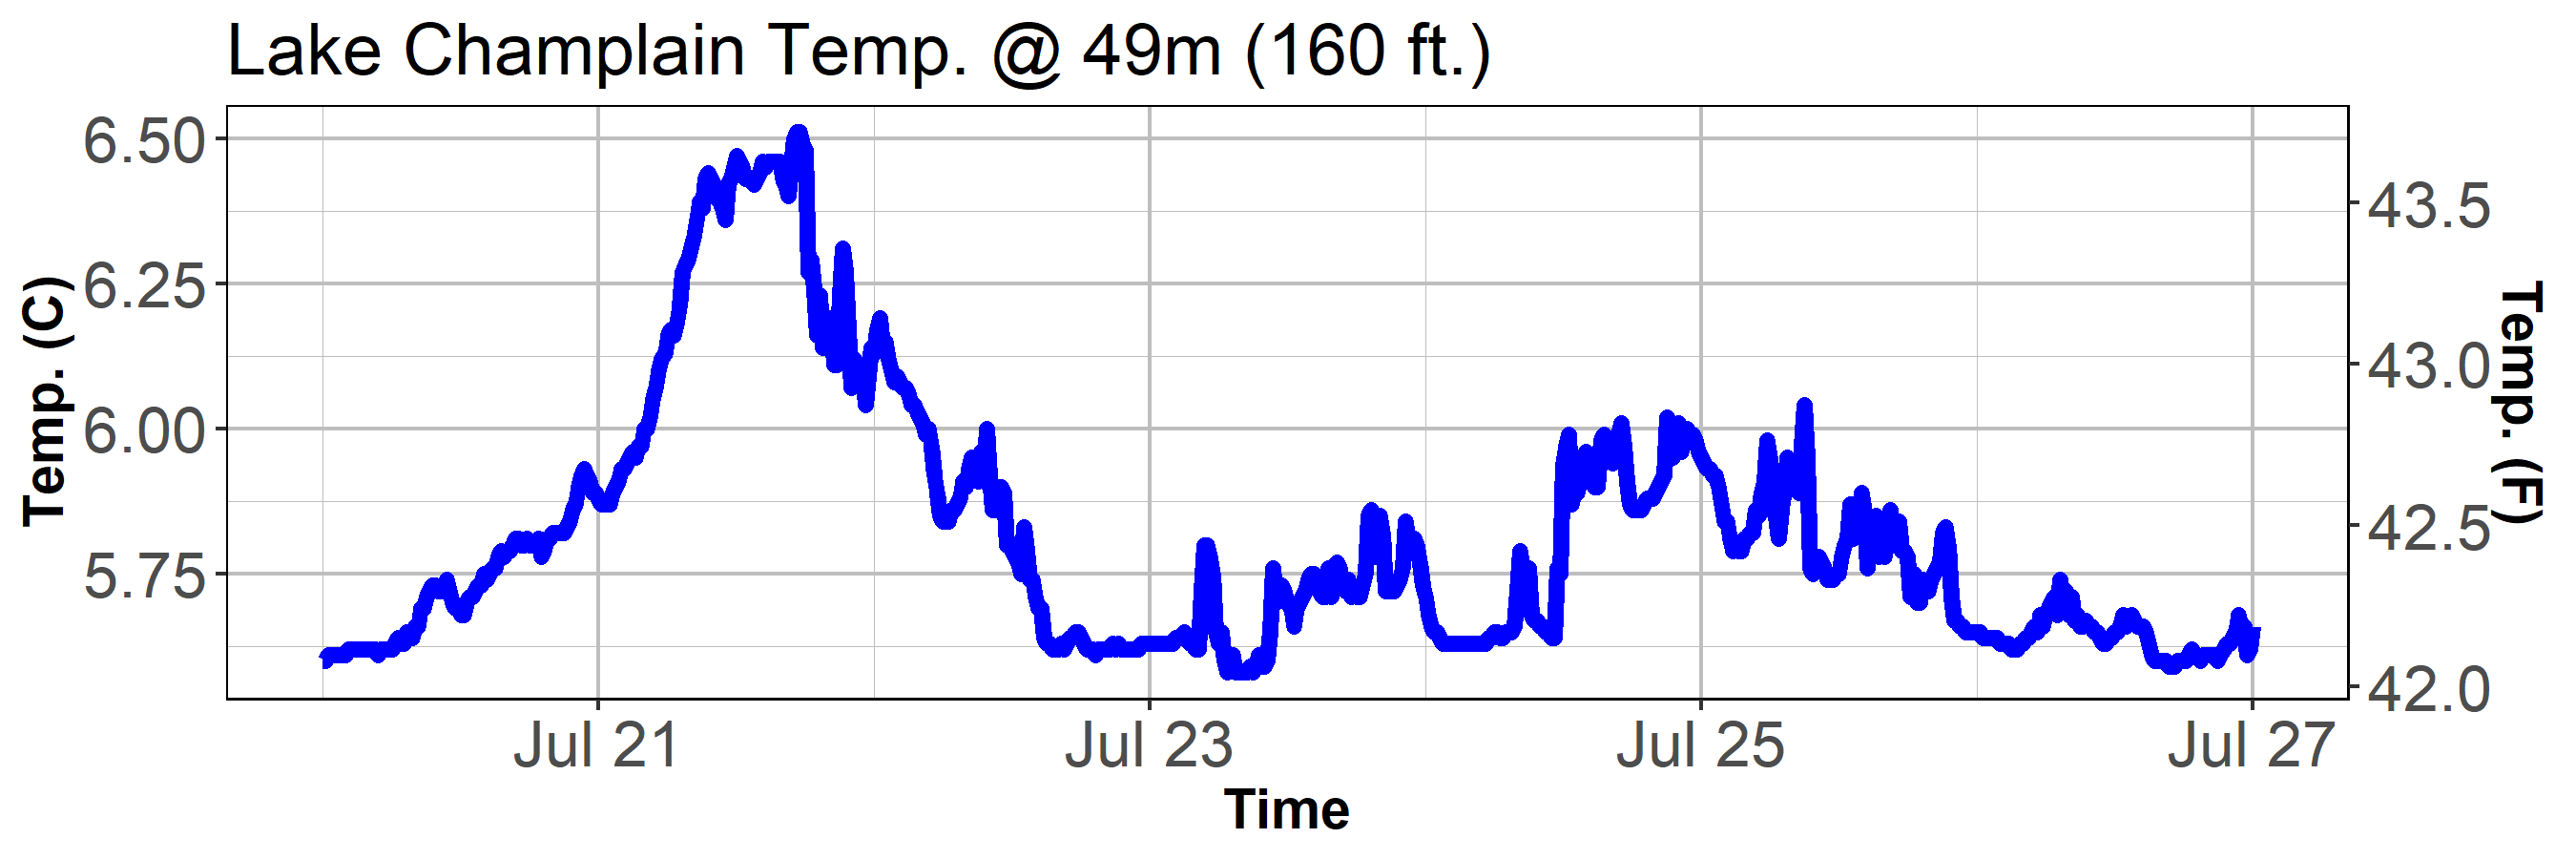 Lake Champlain Temp. @ 49m (160 ft.)
Temp. (C)
6.50
6.25
6.00
5.75
43.5
43.0
42.5
42.0
Temp. (F)
Jul 21 Jul 23 Jul 25 Jul 27
Time